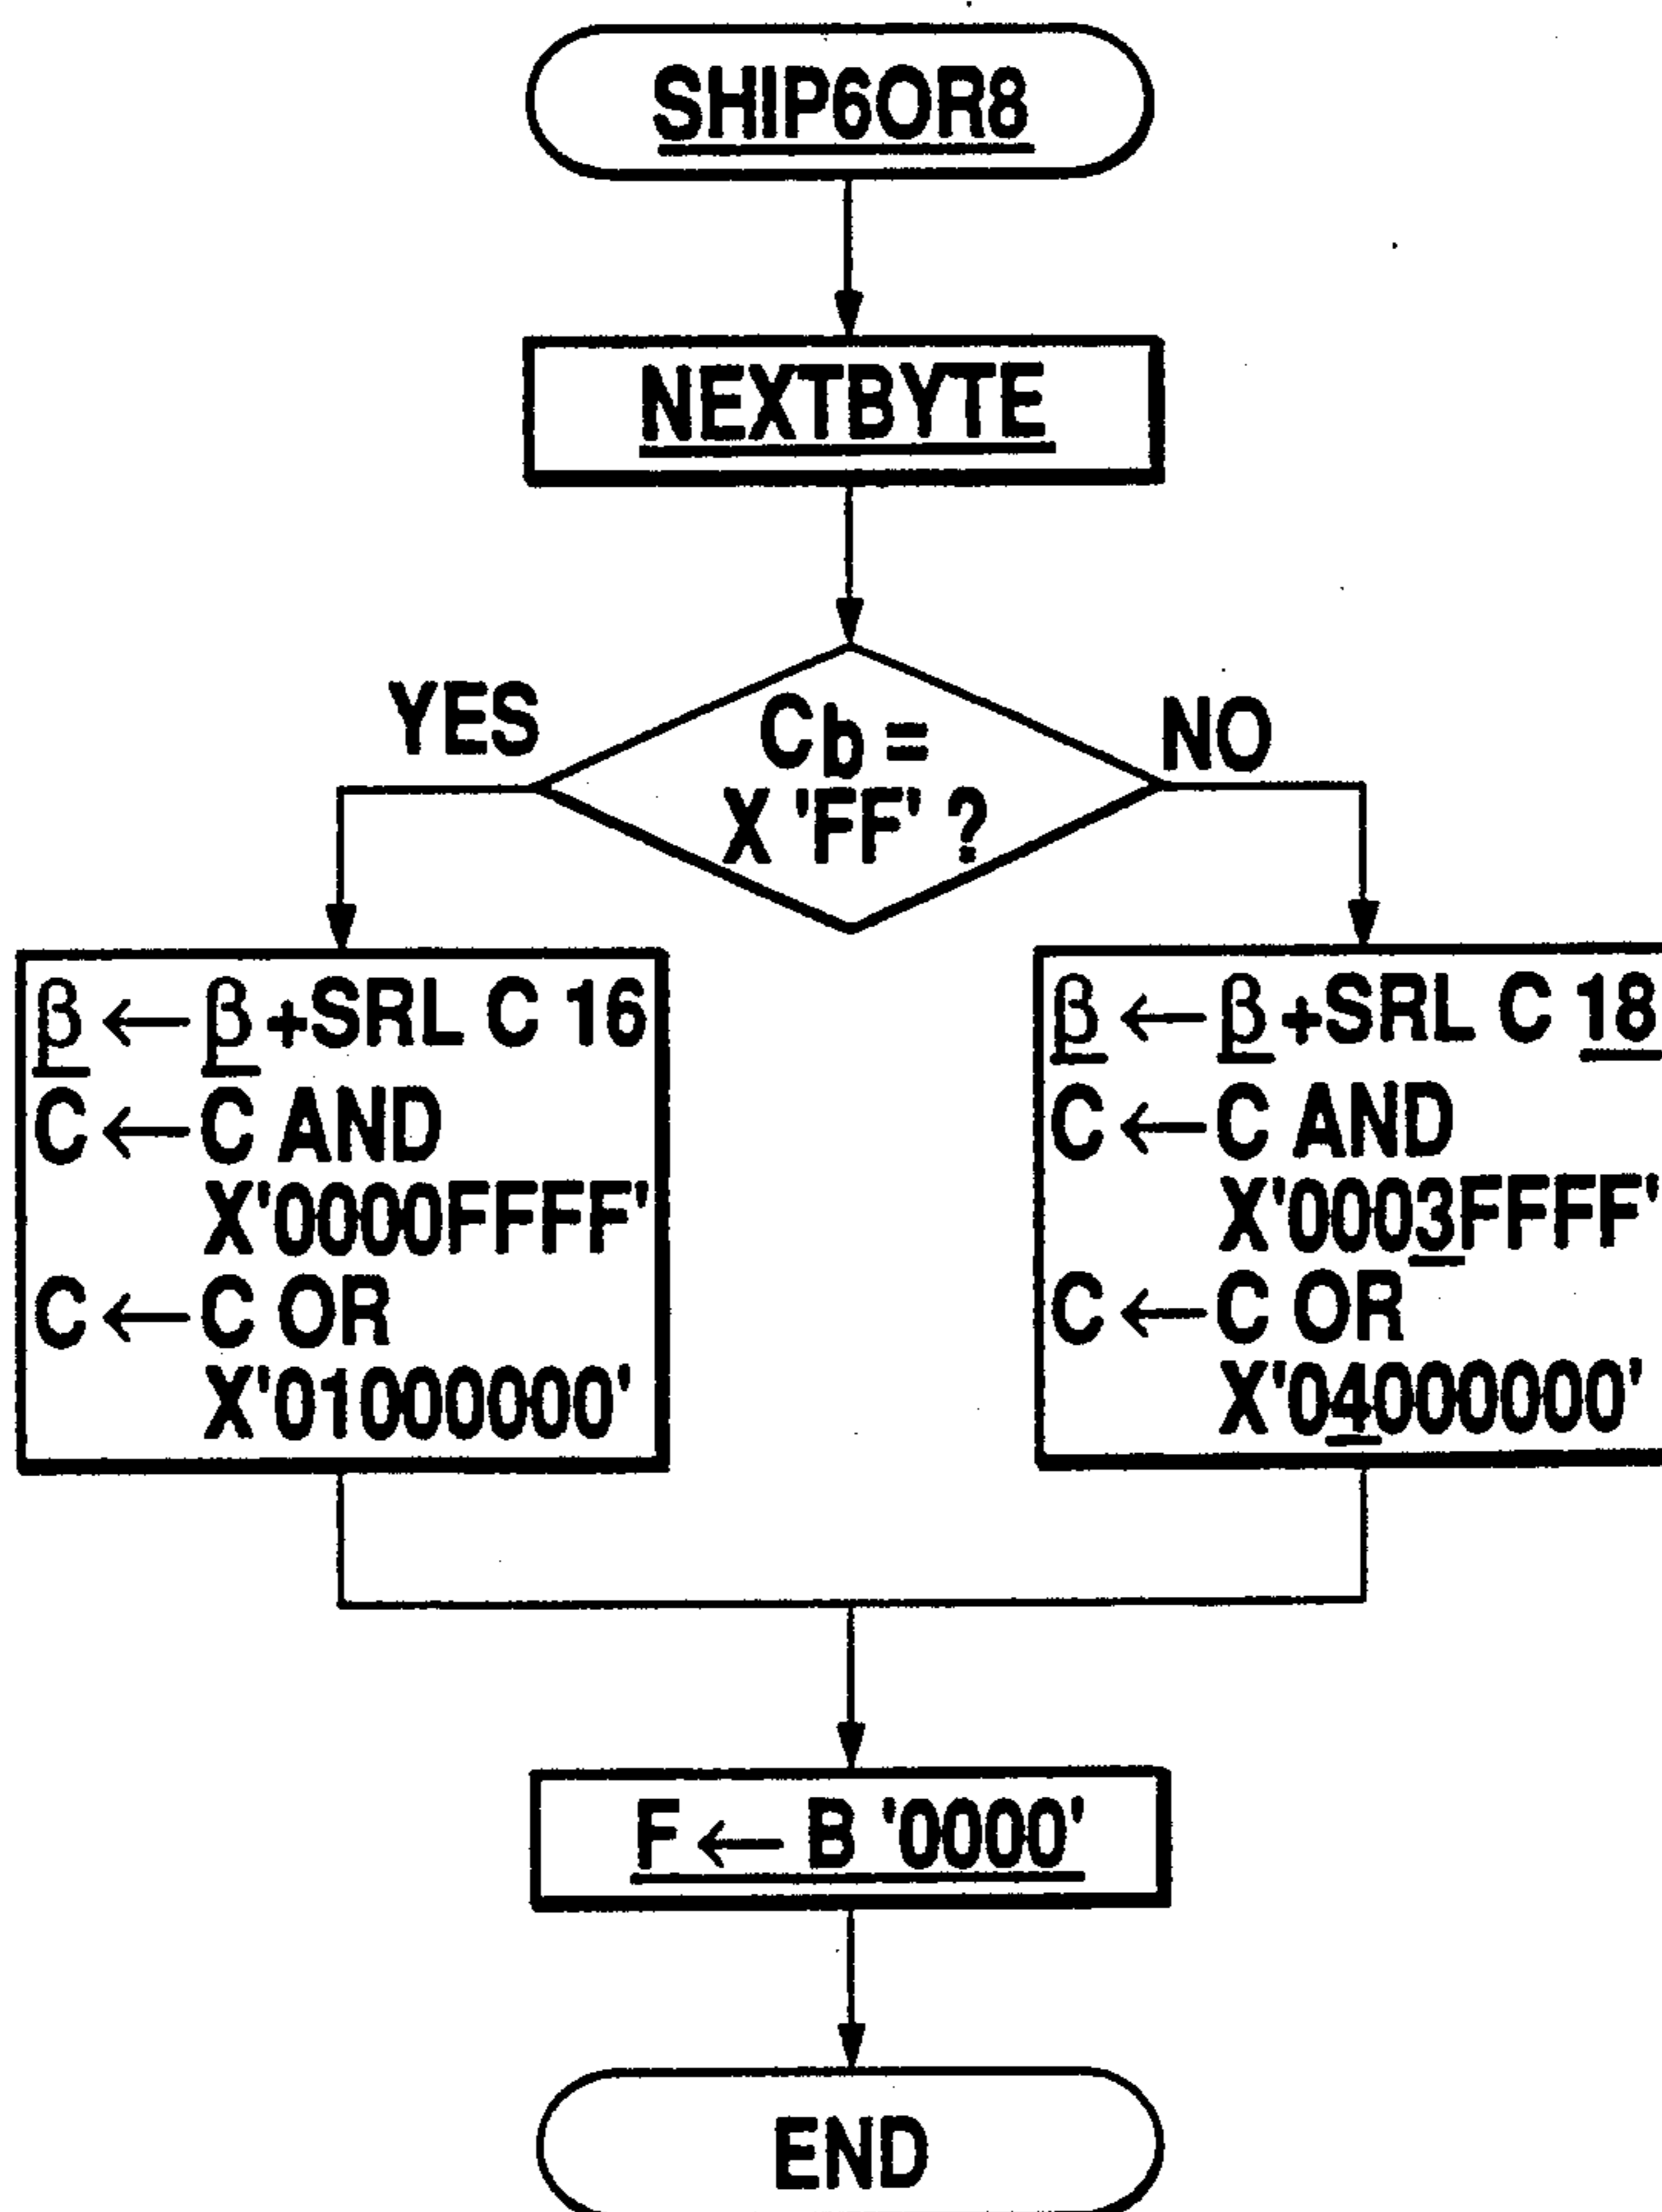 SHIP6OR8
NEXTBYTE
Cb =
X 'FF' ?
YES
NO
β ← β +SRL C 16
C ← C AND
X'0000FFFF'
C ← C OR
X'01000000'
β ← β +SRL C 18
C ← C AND
X'0003FFFF'
C ← C OR
X'04000000'
F ← B '0000'
END